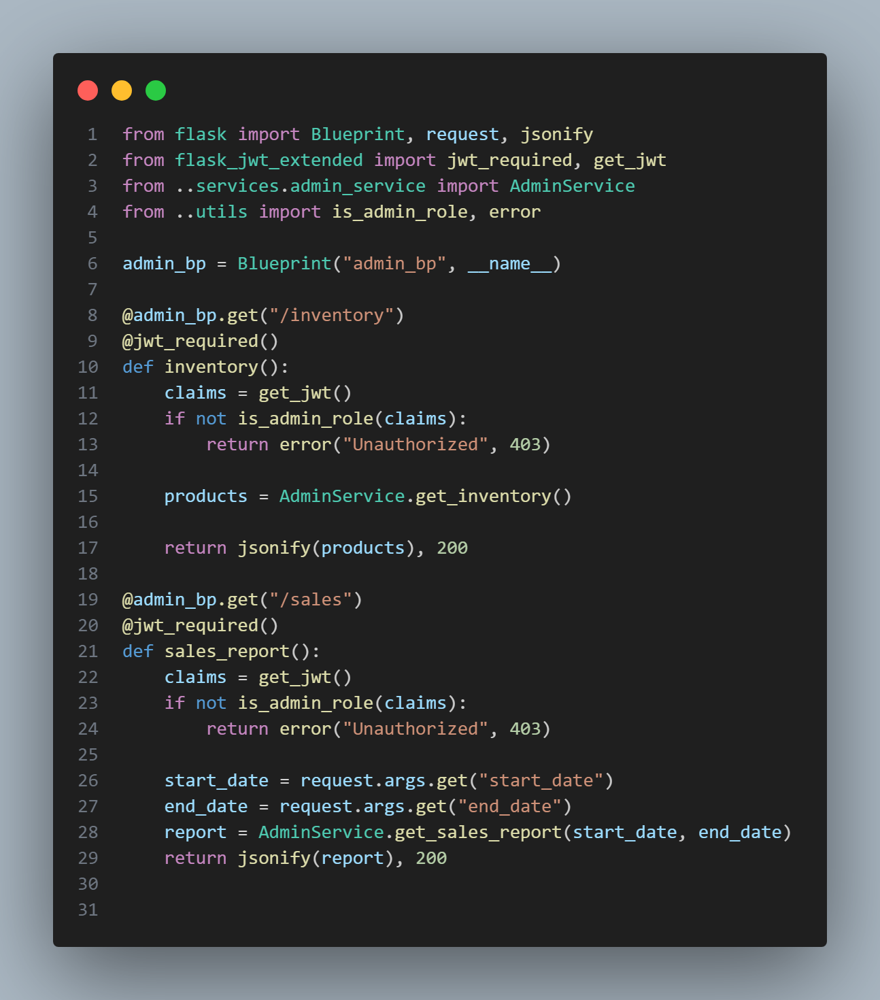 1 from flask import Blueprint, request, jsonify
2 from flask_jwt_extended import jwt_required, get_jwt
3 from ..services.admin_service import AdminService
4 from ..utils import is_admin_role, error
5
6 admin_bp = Blueprint("admin_bp", __name__)
7
8 @admin_bp.get("/inventory")
9 @jwt_required()
10 def inventory():
11     claims = get_jwt()
12     if not is_admin_role(claims):
13         return error("Unauthorized", 403)
14
15     products = AdminService.get_inventory()
16
17     return jsonify(products), 200
18
19 @admin_bp.get("/sales")
20 @jwt_required()
21 def sales_report():
22     claims = get_jwt()
23     if not is_admin_role(claims):
24         return error("Unauthorized", 403)
25
26     start_date = request.args.get("start_date")
27     end_date = request.args.get("end_date")
28     report = AdminService.get_sales_report(start_date, end_date)
29     return jsonify(report), 200
30
31